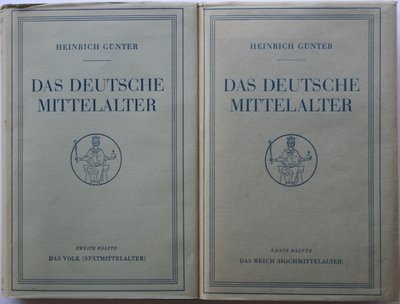 HEINRICH GÜNTER
DAS DEUTSCHE
MITTELALTER
ZWEITE HÄLFTE:
DAS VOLK (SPÄTMITTELALTER)
HEINRICH GÜNTER
DAS DEUTSCHE
MITTELALTER
ERSTE HÄLFTE:
DAS REICH (HOCHMITTELALTER)